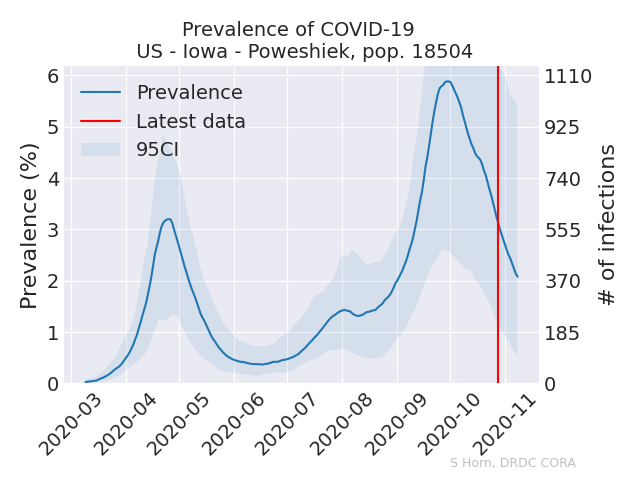 Prevalence of COVID-19
US - Iowa - Poweshiek, pop. 18504
Prevalence
Latest data
95CI
Prevalence (%)
6
5
4
3
2
1
0
1110
925
740
555
370
185
0
# of infections
2020-03
2020-04
2020-05
2020-06
2020-07
2020-08
2020-09
2020-10
2020-11
S Horn, DRDC CORA